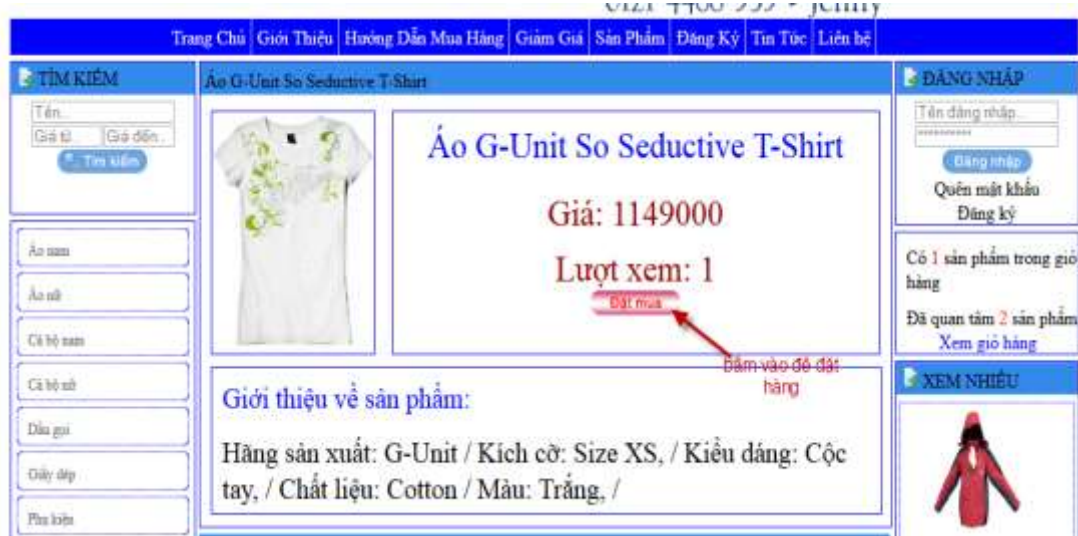 Trang Chủ Giới Thiệu Hướng Dẫn Mua Hàng Giảm Giá Sản Phẩm Đăng Ký Tin Tức Liên hệ
TÌM KIẾM
Tên...
Giá từ Giá đến...
Tìm kiếm
Áo nam
Áo nữ
Cả bộ nam
Cả bộ nữ
Dầu gọi
Giầy dép
Phụ kiện
Áo G-Unit So Seductive T-Shirt
Áo G-Unit So Seductive T-Shirt
Giá: 1149000
Lượt xem: 1
Đặt mua
Bấm vào để đặt
hàng
Giới thiệu về sản phẩm:
Hãng sản xuất: G-Unit / Kích cỡ: Size XS, / Kiểu dáng: Cộc
tay, / Chất liệu: Cotton / Màu: Trắng, /
ĐĂNG NHẬP
Tên đăng nhập...
**********
Đăng nhập
Quên mật khẩu
Đăng ký
Có 1 sản phẩm trong giỏ
hàng
Đã quan tâm 2 sản phẩm
Xem giỏ hàng
XEM NHIỀU